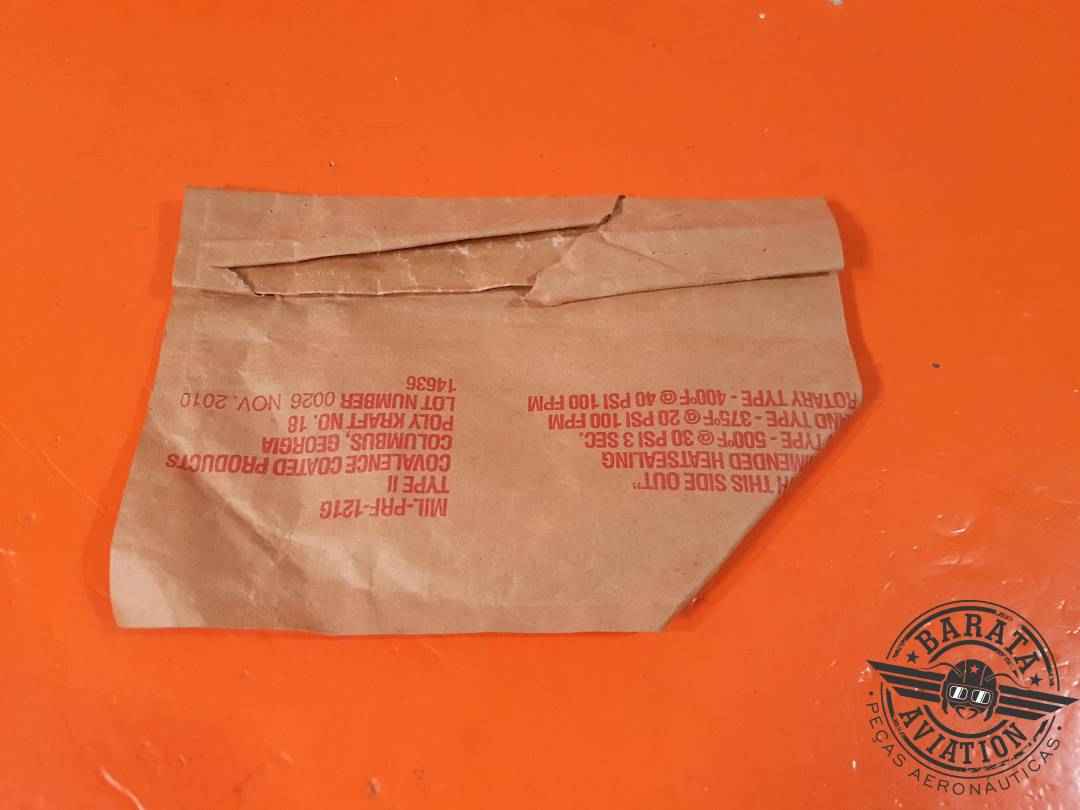 MIL-PRF-121G
TYPE II
COVALENCE COATED PRODUCTS
COLUMBUS, GEORGIA
POLY KRAFT NO. 18
LOT NUMBER 0026 NOV. 2010
14636
THIS SIDE OUT"
MMENDED HEATSEALING
TYPE - 500°F @ 30 PSI 3 SEC.
ND TYPE - 375°F @ 20 PSI 100 FPM
ROTARY TYPE - 400°F @ 40 PSI 100 FPM
BARATA
AVIATION
PEÇAS AERONAUTICAS